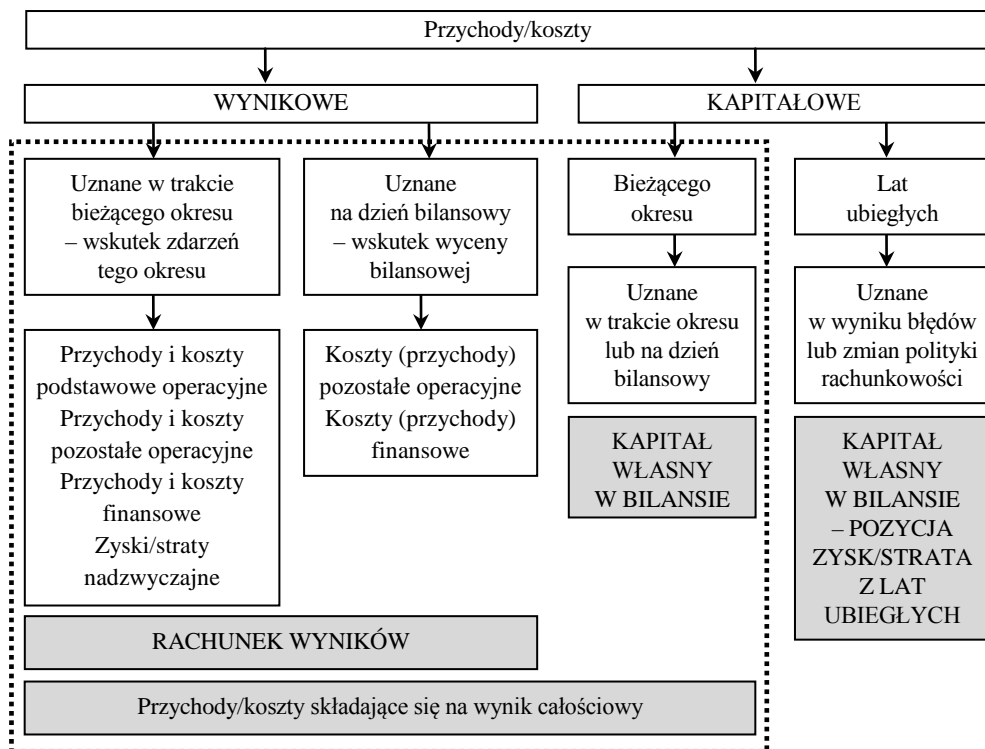 Przychody/koszty
WYNIKOWE
KAPITAŁOWE
Uznane w trakcie
bieżącego okresu
– wskutek zdarzeń
tego okresu
Uznane
na dzień bilansowy
– wskutek wyceny
bilansowej
Bieżącego
okresu
Lat
ubiegłych
Uznane
w trakcie okresu
lub na dzień
bilansowy
Uznane
w wyniku błędów
lub zmian polityki
rachunkowości
Przychody i koszty
podstawowe operacyjne
Przychody i koszty
pozostałe operacyjne
Przychody i koszty
finansowe
Zyski/straty
nadzwyczajne
Koszty (przychody)
pozostałe operacyjne
Koszty (przychody)
finansowe
KAPITAŁ
WŁASNY
W BILANSIE
KAPITAŁ
WŁASNY
W BILANSIE
– POZYCJA
ZYSK/STRATA
Z LAT
UBIEGŁYCH
RACHUNEK WYNIKÓW
Przychody/koszty składające się na wynik całościowy